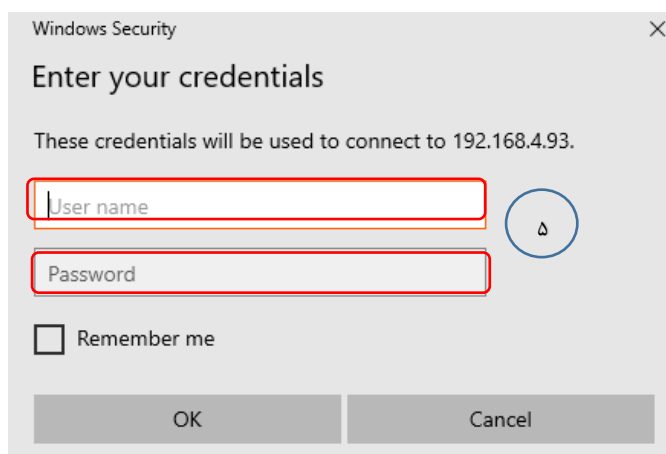 Windows Security
Enter your credentials
These credentials will be used to connect to 192.168.4.93.
User name
۵
Password
Remember me
OK
Cancel